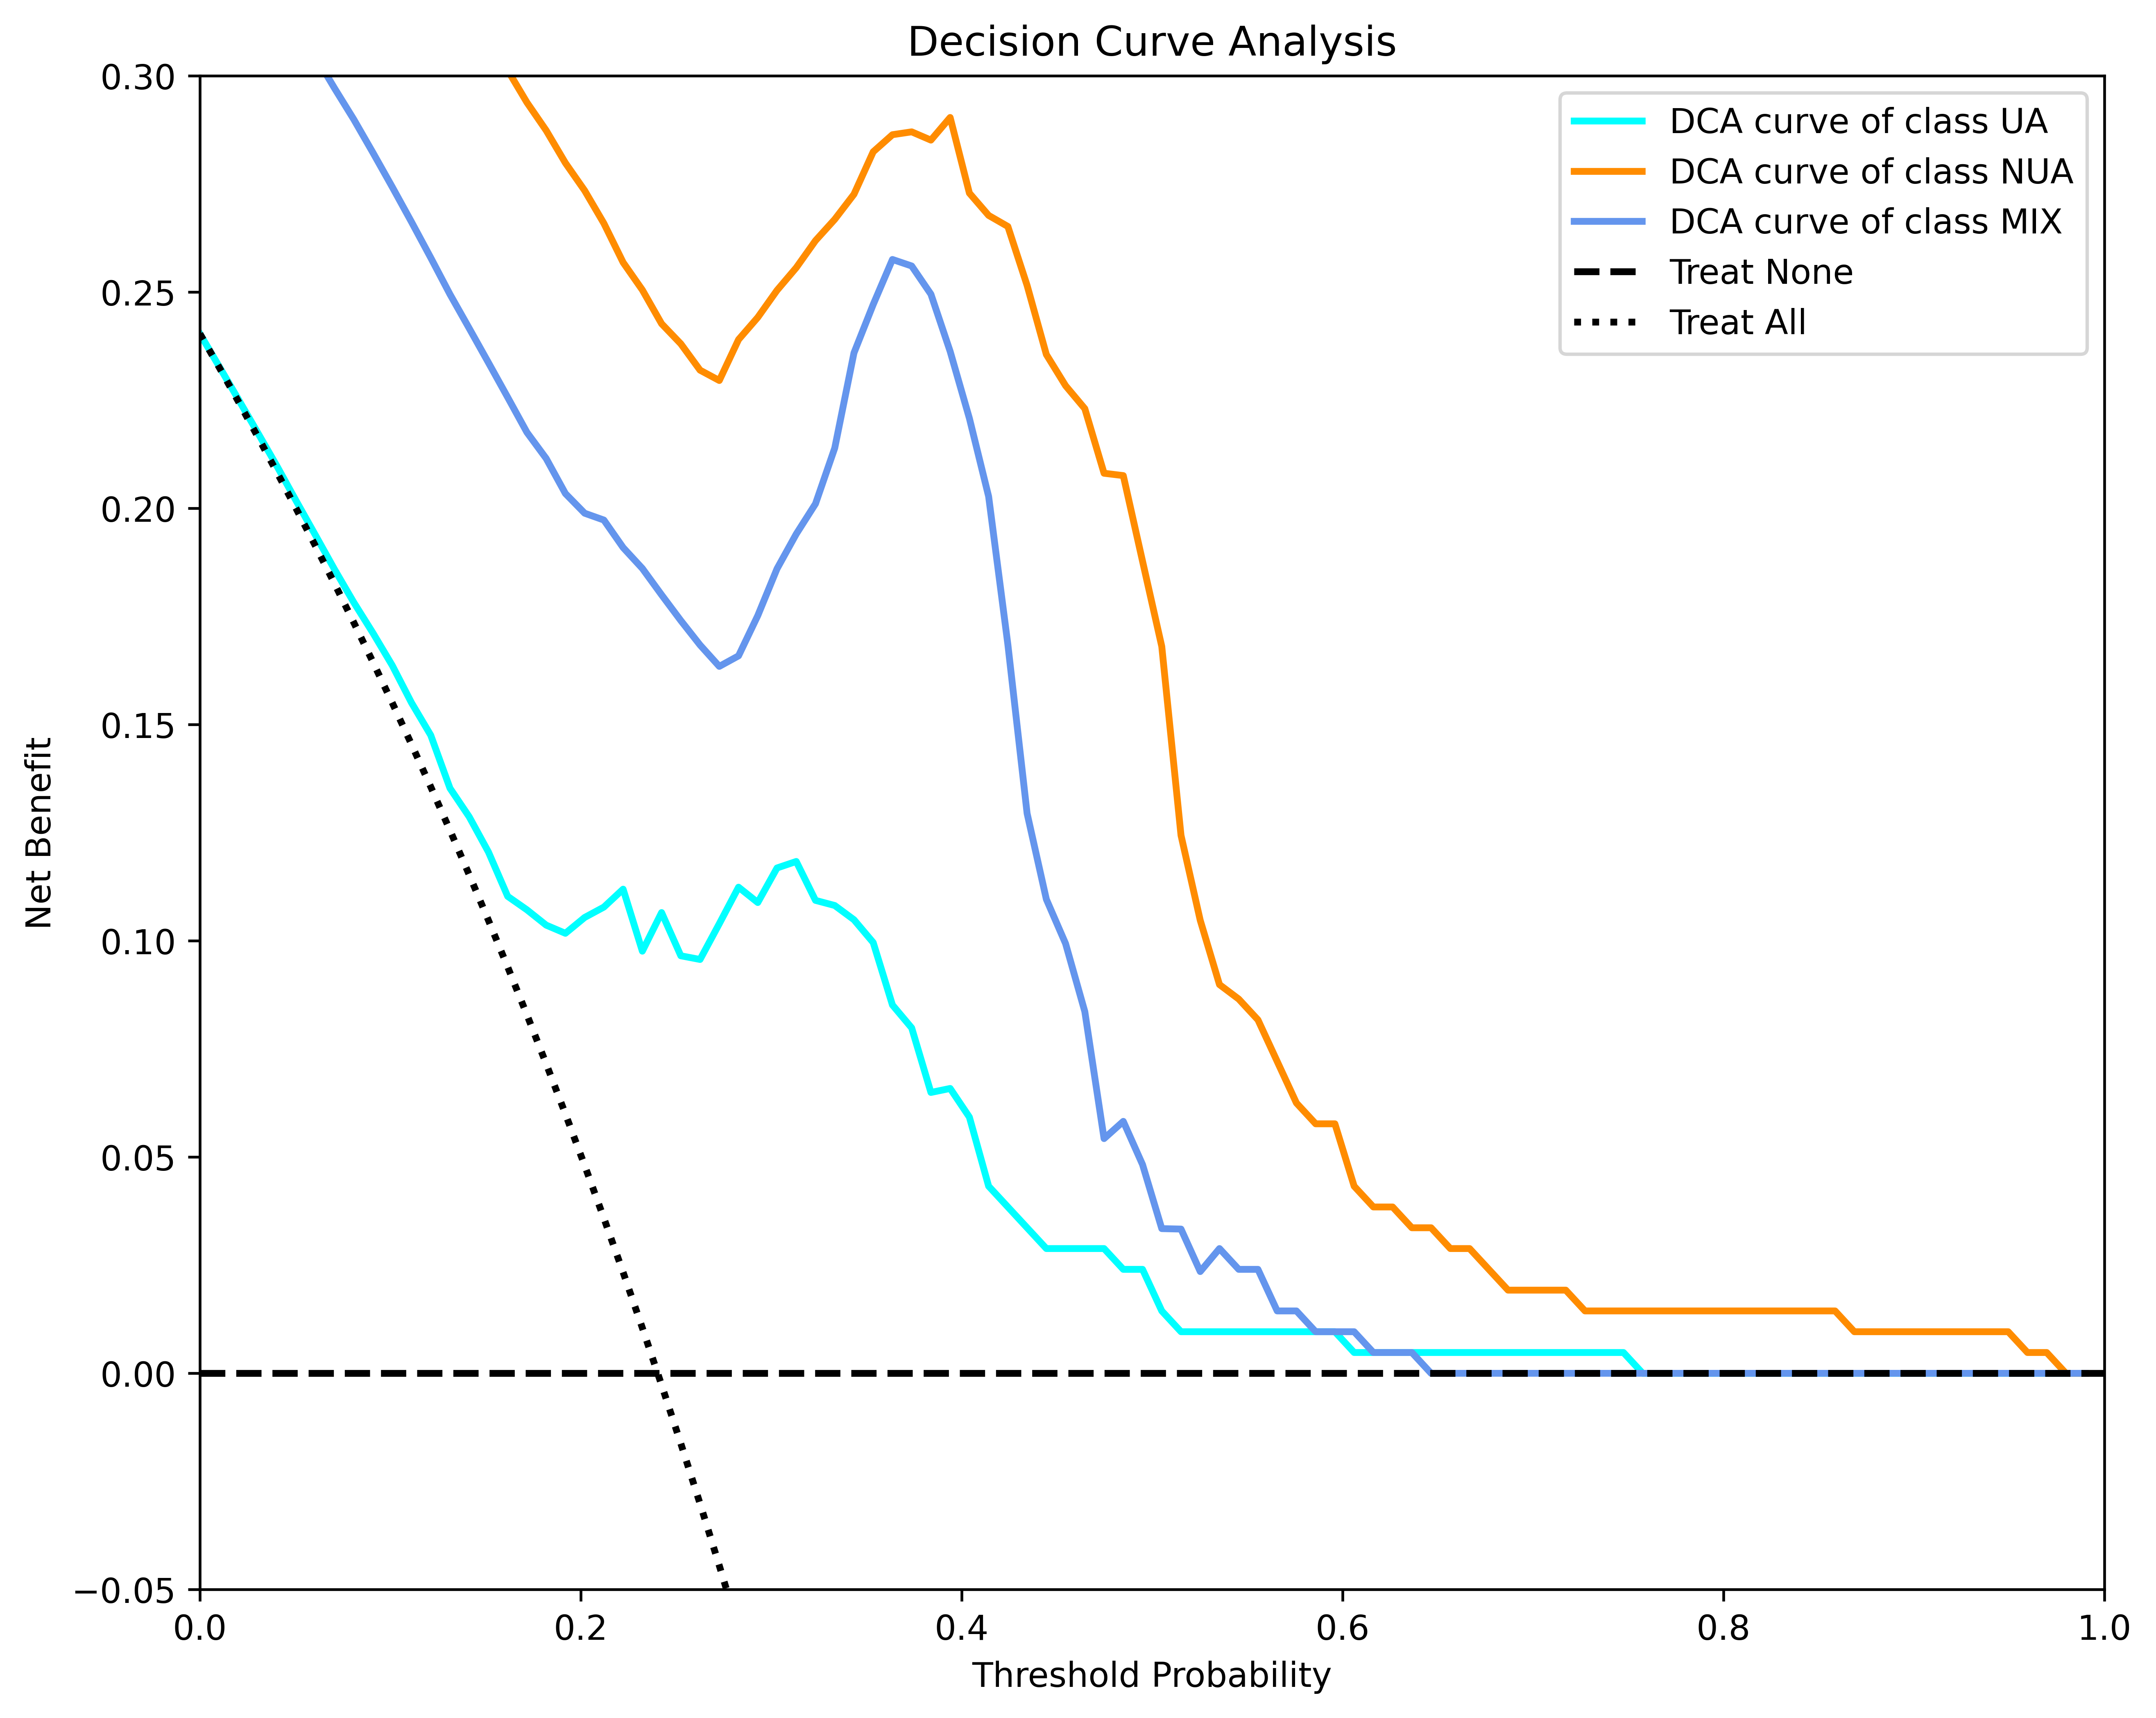 Decision Curve Analysis
0.30
0.25
0.20
0.15
0.10
0.05
0.00
−0.05
Net Benefit
DCA curve of class UA
DCA curve of class NUA
DCA curve of class MIX
Treat None
Treat All
0.0 0.2 0.4 0.6 0.8 1.0
Threshold Probability